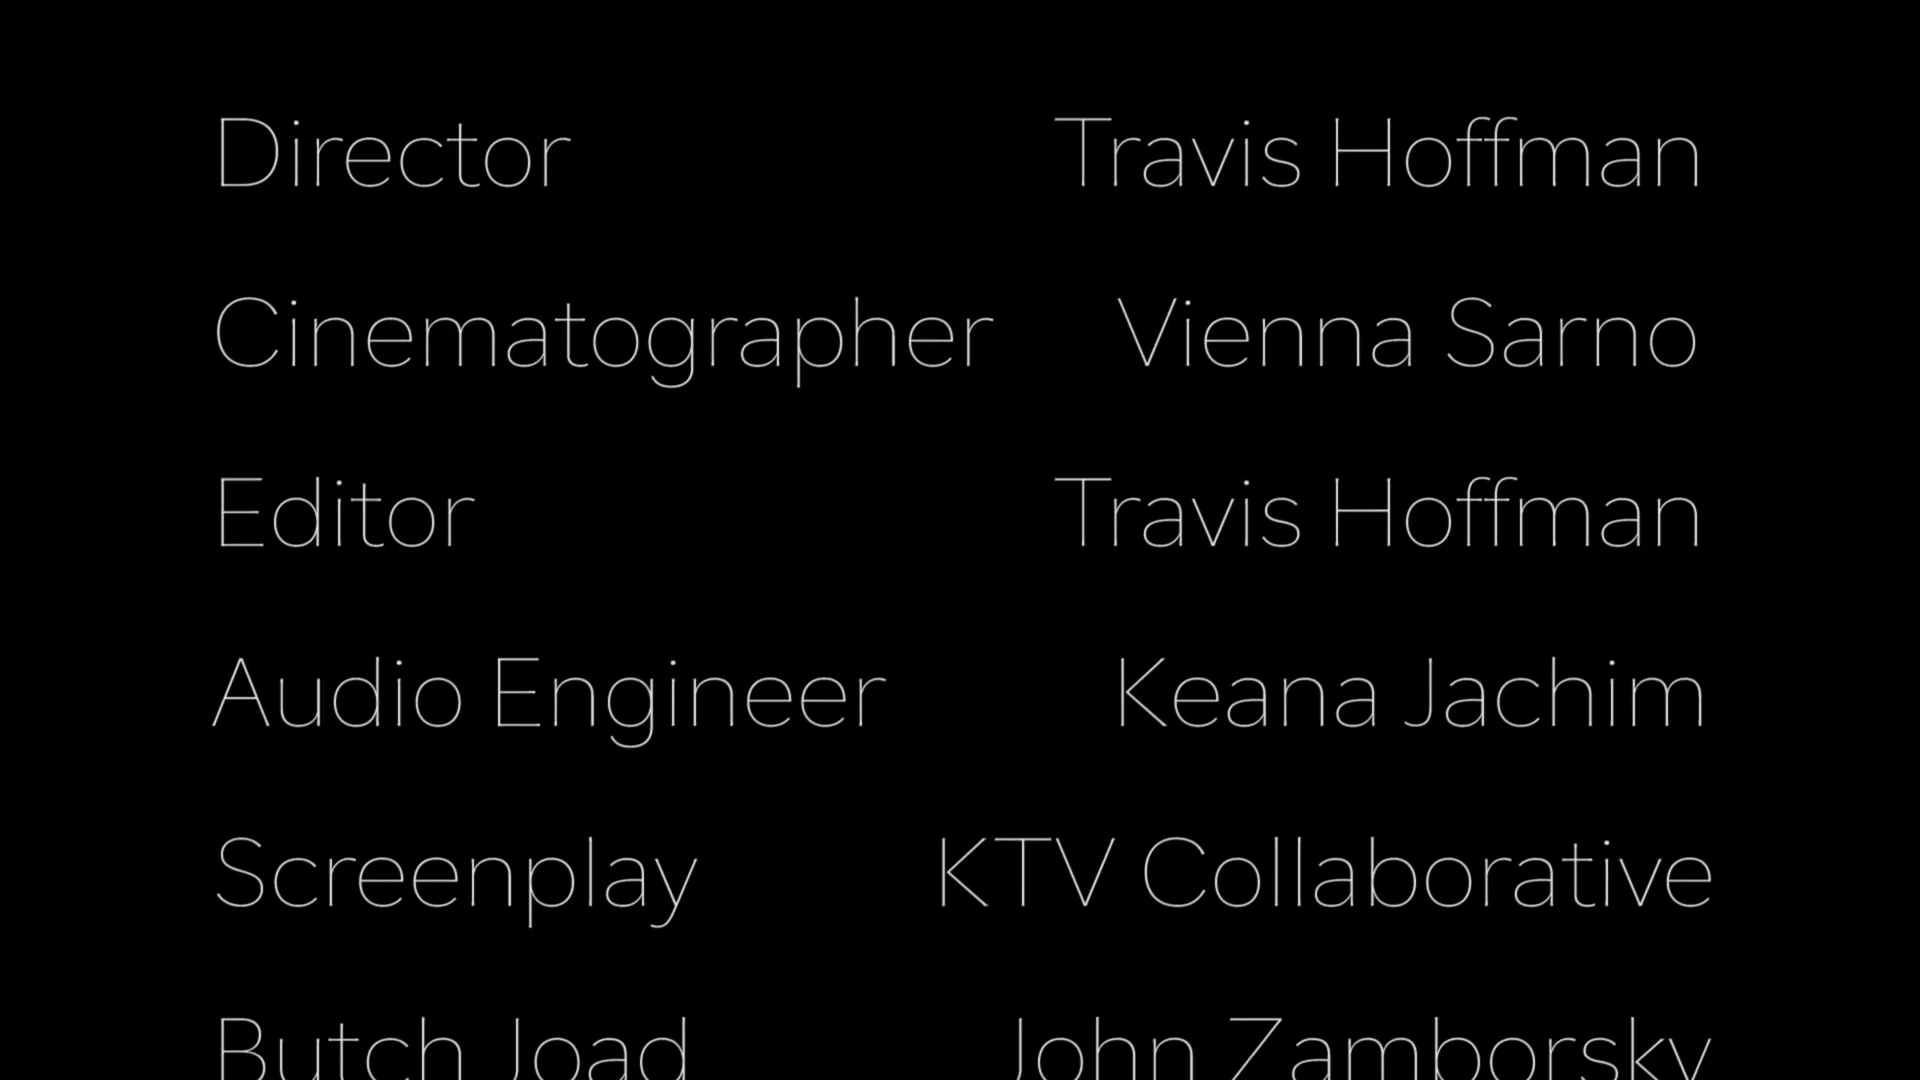 Director Travis Hoffman
Cinematographer Vienna Sarno
Editor Travis Hoffman
Audio Engineer Keana Jachim
Screenplay KTV Collaborative
Butch Joad John Zamborsky